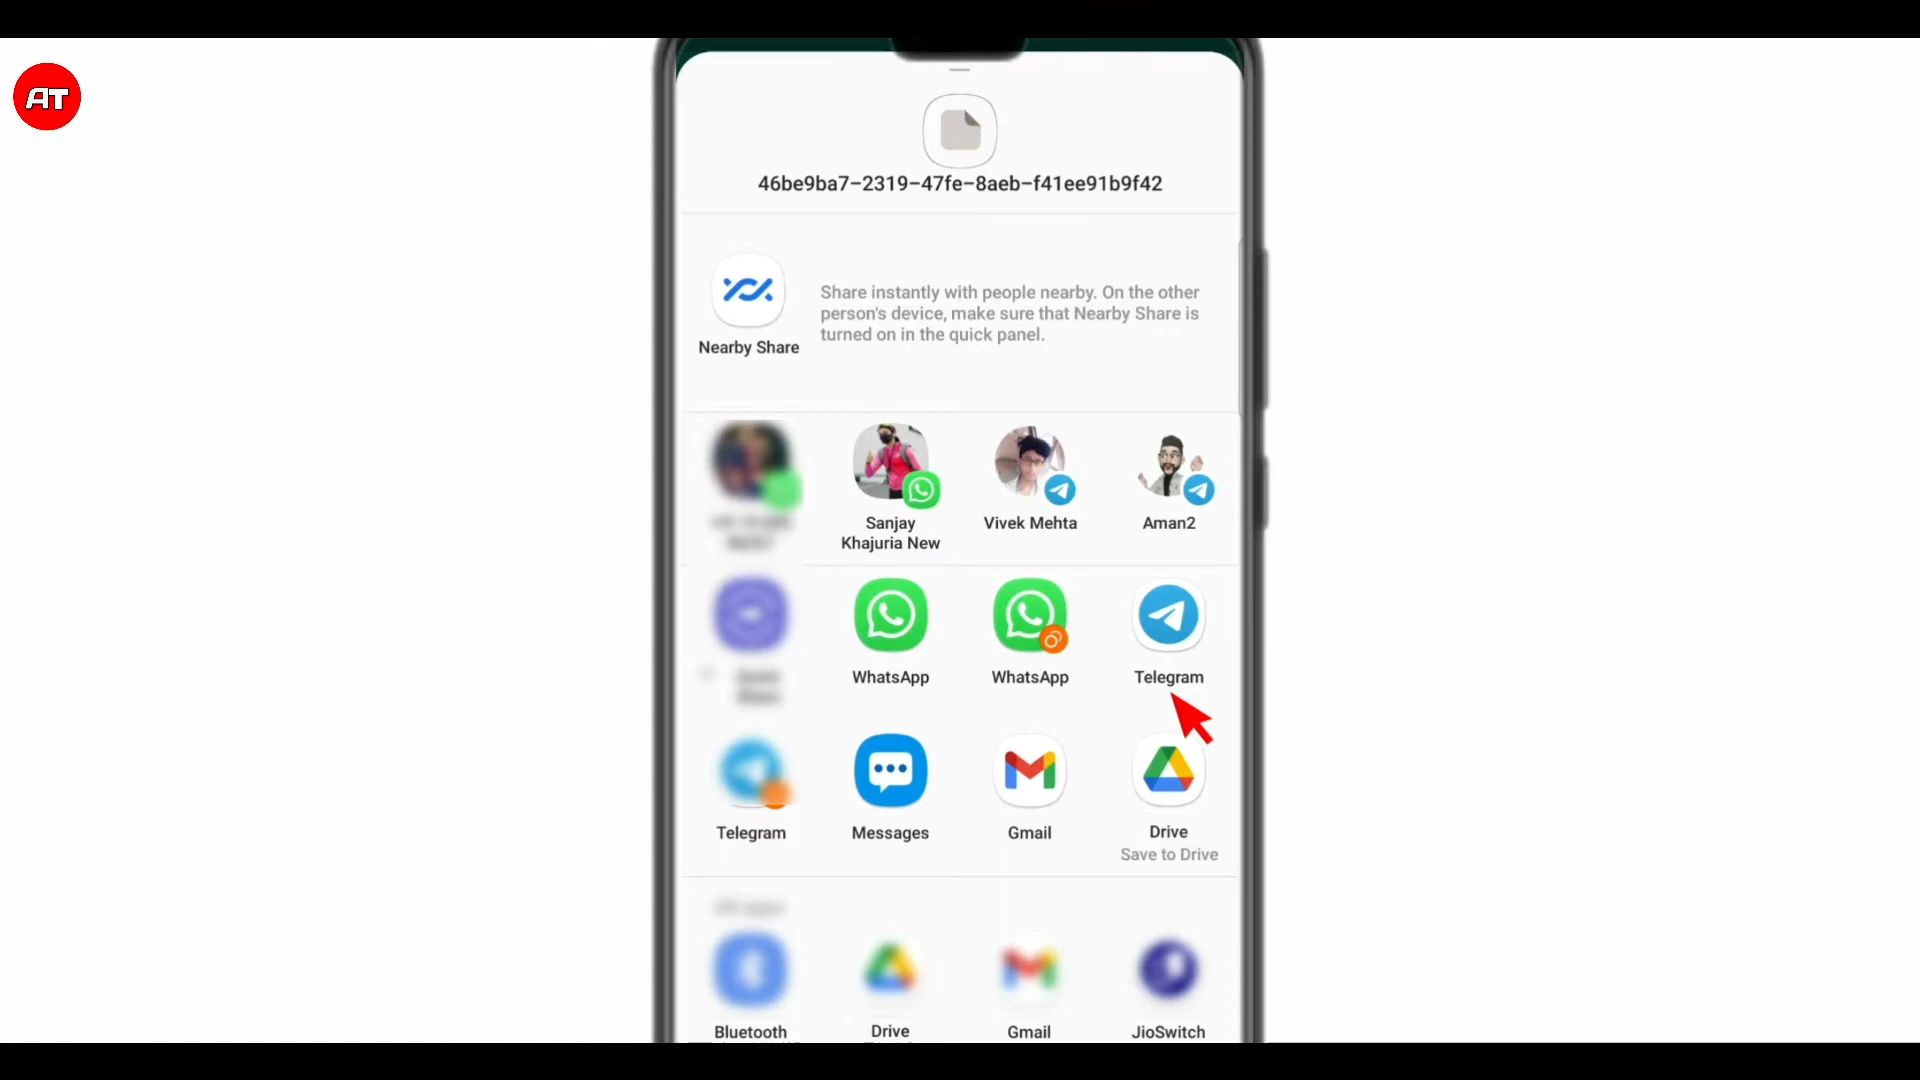 AT
46be9ba7-2319-47fe-8aeb-f41ee91b9f42
Share instantly with people nearby. On the other
person's device, make sure that Nearby Share is
turned on in the quick panel.
Nearby Share
Sanjay
Khajuria New
Vivek Mehta
Aman2
WhatsApp
WhatsApp
Telegram
Telegram
Messages
Gmail
Drive
Save to Drive
Bluetooth
Drive
Gmail
JioSwitch